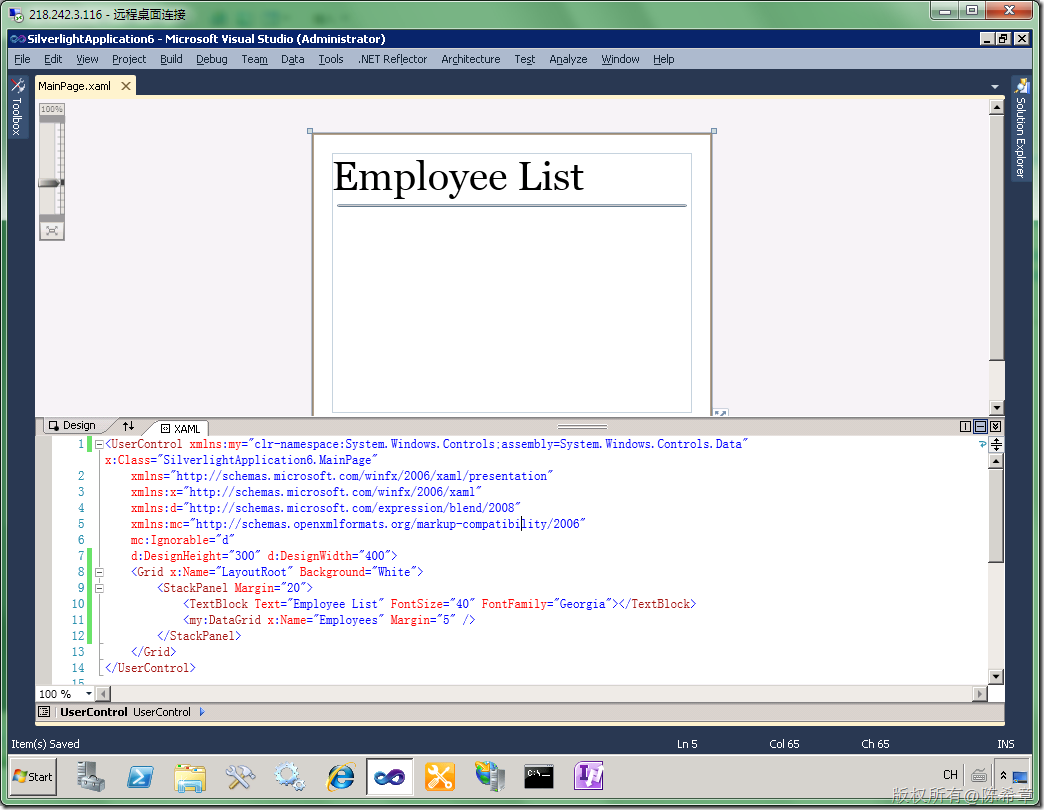 218.242.3.116 - 远程桌面连接
SilverlightApplication6 - Microsoft Visual Studio (Administrator)
File Edit View Project Build Debug Team Data Tools .NET Reflector Architecture Test Analyze Window Help
MainPage.xaml
Toolbox
Solution Explorer
100%
Employee List
Design XAML
1 <UserControl xmlns:my="clr-namespace:System.Windows.Controls;assembly=System.Windows.Controls.Data"
x:Class="SilverlightApplication6.MainPage"
2 xmlns="http://schemas.microsoft.com/winfx/2006/xaml/presentation"
3 xmlns:x="http://schemas.microsoft.com/winfx/2006/xaml"
4 xmlns:d="http://schemas.microsoft.com/expression/blend/2008"
5 xmlns:mc="http://schemas.openxmlformats.org/markup-compatibility/2006"
6 mc:Ignorable="d"
7 d:DesignHeight="300" d:DesignWidth="400">
8 <Grid x:Name="LayoutRoot" Background="White">
9 <StackPanel Margin="20">
10 <TextBlock Text="Employee List" FontSize="40" FontFamily="Georgia"></TextBlock>
11 <my:DataGrid x:Name="Employees" Margin="5" />
12 </StackPanel>
13 </Grid>
14 </UserControl>
15
100 %
UserControl UserControl
Item(s) Saved Ln 5 Col 65 Ch 65 INS
Start CH
版权所有@陈希章